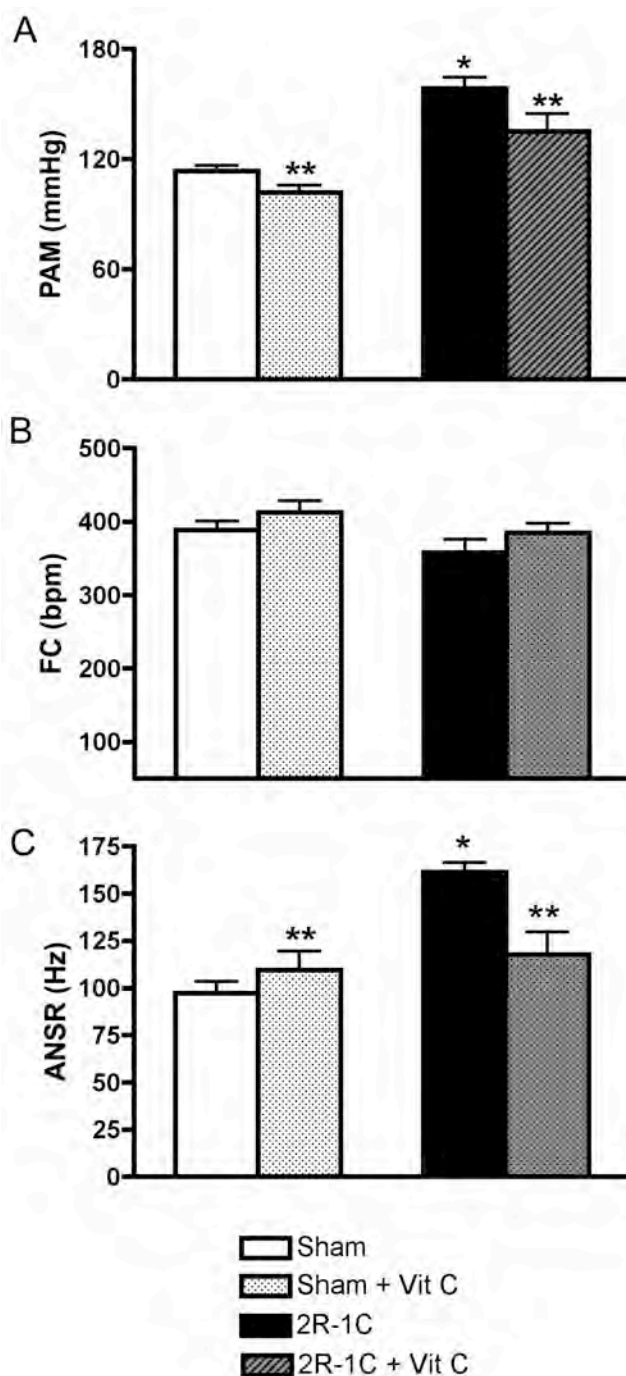 A
PAM (mmHg)
180
120
60
0
*
**
**
B
FC (bpm)
500
400
300
200
100
C
ANSR (Hz)
175
150
125
100
75
50
25
0
*
**
**
Sham
Sham + Vit C
2R-1C
2R-1C + Vit C